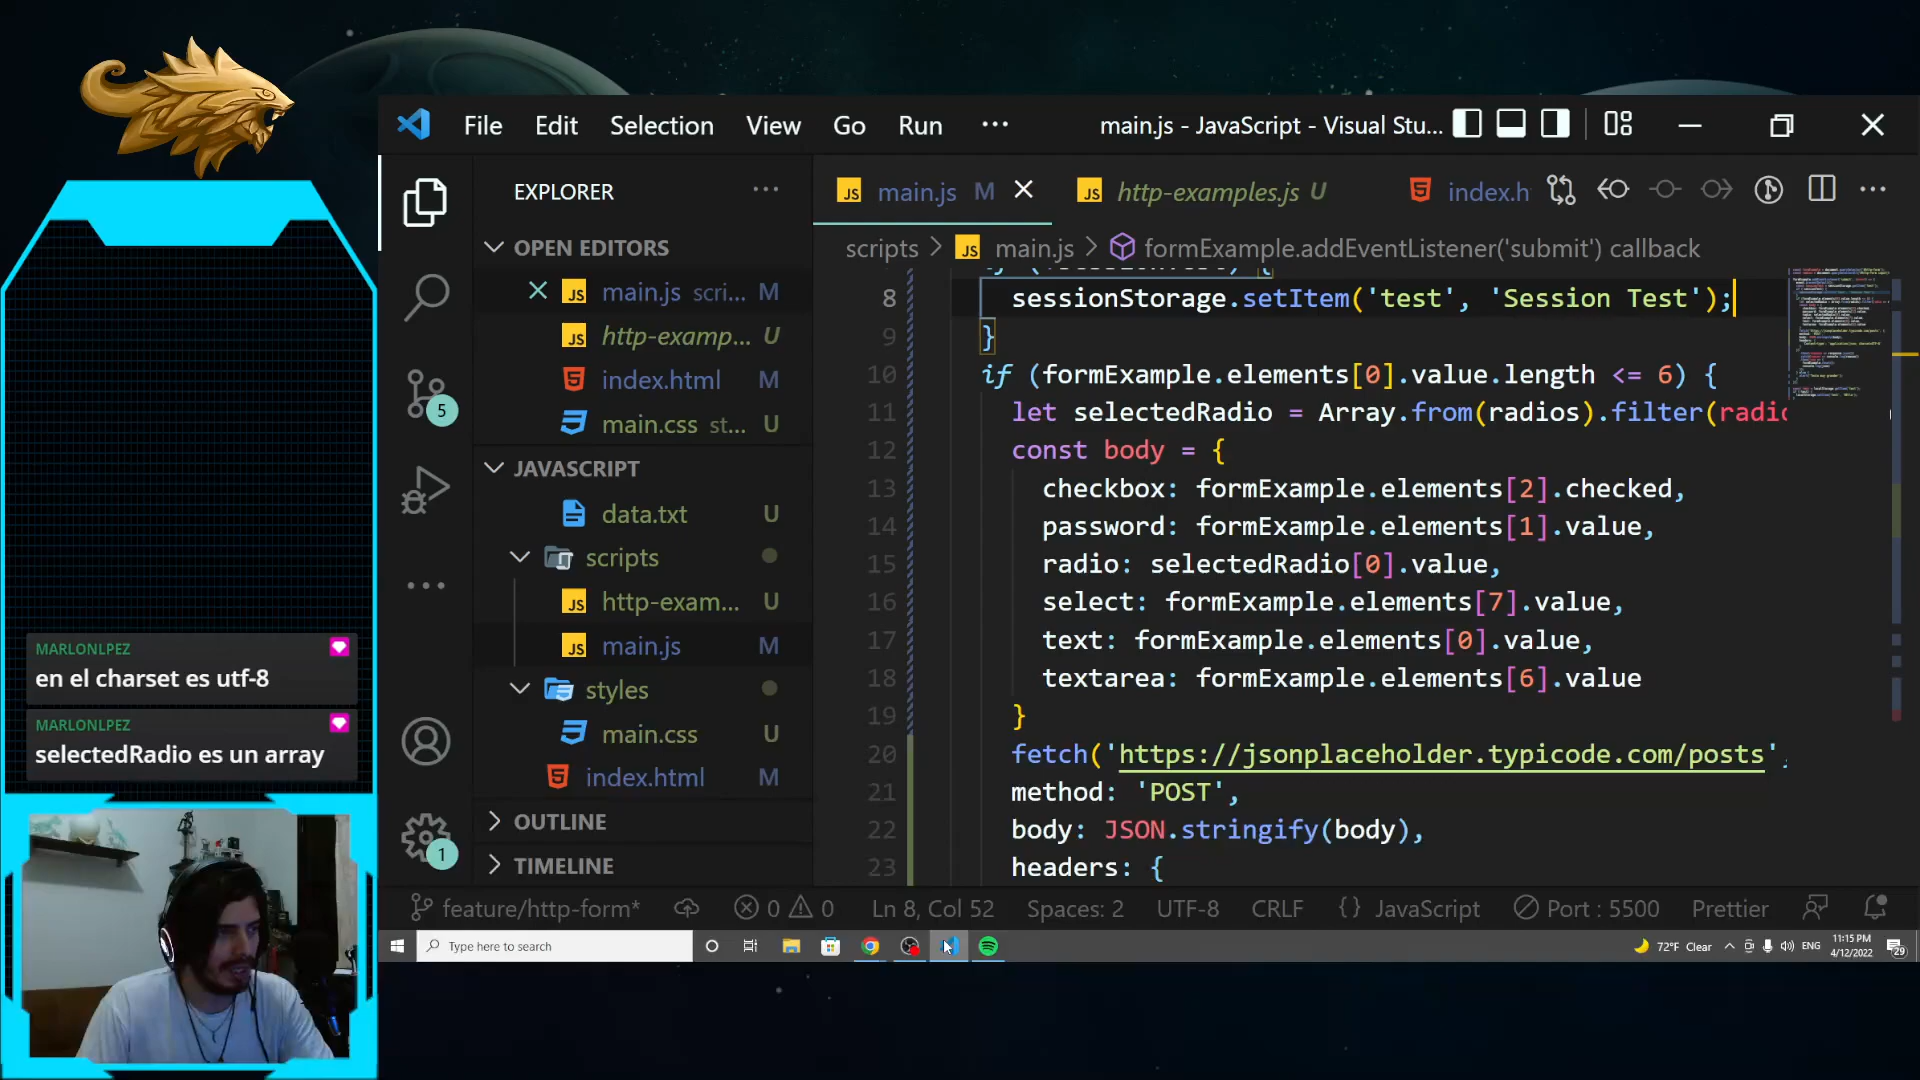 File Edit Selection View Go Run ··· main.js - JavaScript - Visual Stu...
EXPLORER ···
main.js M
http-examples.js U
index.h
OPEN EDITORS
scripts > main.js > formExample.addEventListener('submit') callback
main.js scri... M
http-examp... U
index.html M
main.css st... U
JAVASCRIPT
data.txt U
scripts
http-exam... U
main.js M
styles
main.css U
index.html M
OUTLINE
TIMELINE
5
1
8 sessionStorage.setItem('test', 'Session Test');
9 }
10 if (formExample.elements[0].value.length <= 6) {
11 let selectedRadio = Array.from(radios).filter(radio
12 const body = {
13 checkbox: formExample.elements[2].checked,
14 password: formExample.elements[1].value,
15 radio: selectedRadio[0].value,
16 select: formExample.elements[7].value,
17 text: formExample.elements[0].value,
18 textarea: formExample.elements[6].value
19 }
20 fetch('https://jsonplaceholder.typicode.com/posts',
21 method: 'POST',
22 body: JSON.stringify(body),
23 headers: {
MARLONLPEZ
en el charset es utf-8
MARLONLPEZ
selectedRadio es un array
feature/http-form* 0 0 Ln 8, Col 52 Spaces: 2 UTF-8 CRLF {} JavaScript Port : 5500 Prettier
Type here to search
72°F Clear ENG
11:15 PM
4/12/2022
29